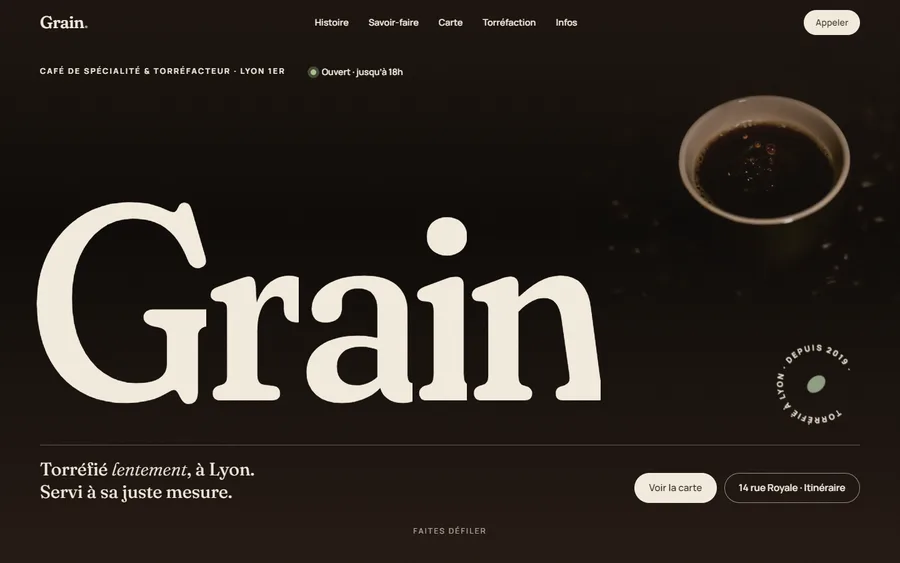 Grain.
Histoire
Savoir-faire
Carte
Torréfaction
Infos
Appeler
CAFÉ DE SPÉCIALITÉ & TORRÉFACTEUR · LYON 1ER
Ouvert · jusqu'à 18h
Grain
TORRÉFIÉ À LYON · DEPUIS 2019 ·
Torréfié lentement, à Lyon.
Servi à sa juste mesure.
Voir la carte
14 rue Royale · Itinéraire
FAITES DÉFILER